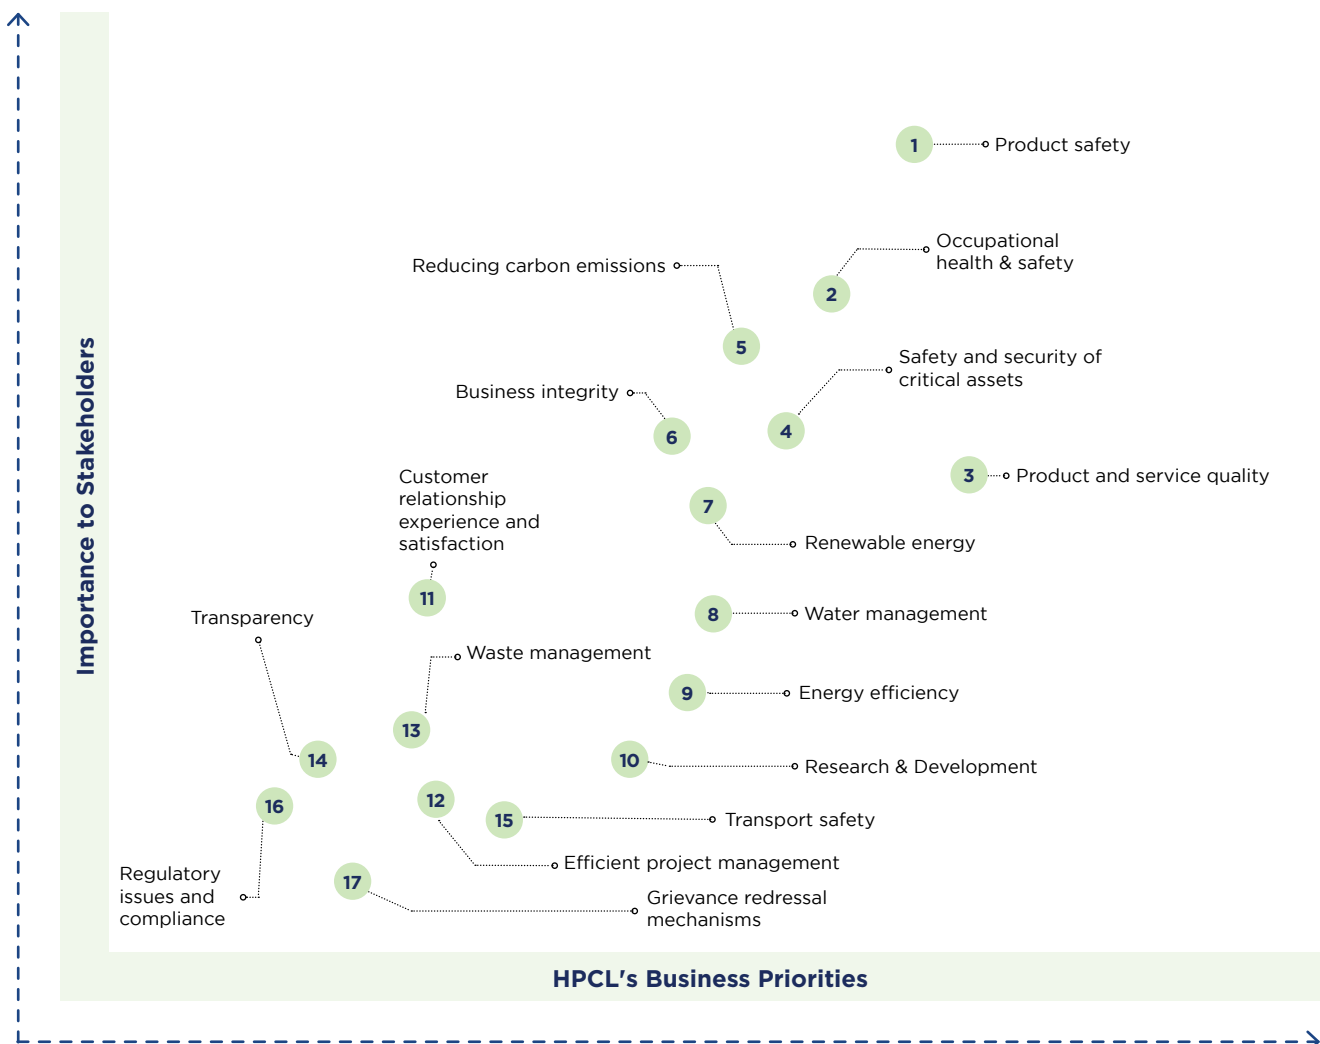 1
Product safety
Occupational
health & safety
2
Reducing carbon emissions
5
Safety and security of
critical assets
4
Business integrity
6
3
Product and service quality
Customer
relationship
experience and
satisfaction
11
7
Renewable energy
8
Water management
Transparency
14
Waste management
13
9
Energy efficiency
10
Research & Development
16
12
15
Transport safety
Efficient project management
Regulatory
issues and
compliance
17
Grievance redressal
mechanisms
Importance to Stakeholders
HPCL's Business Priorities